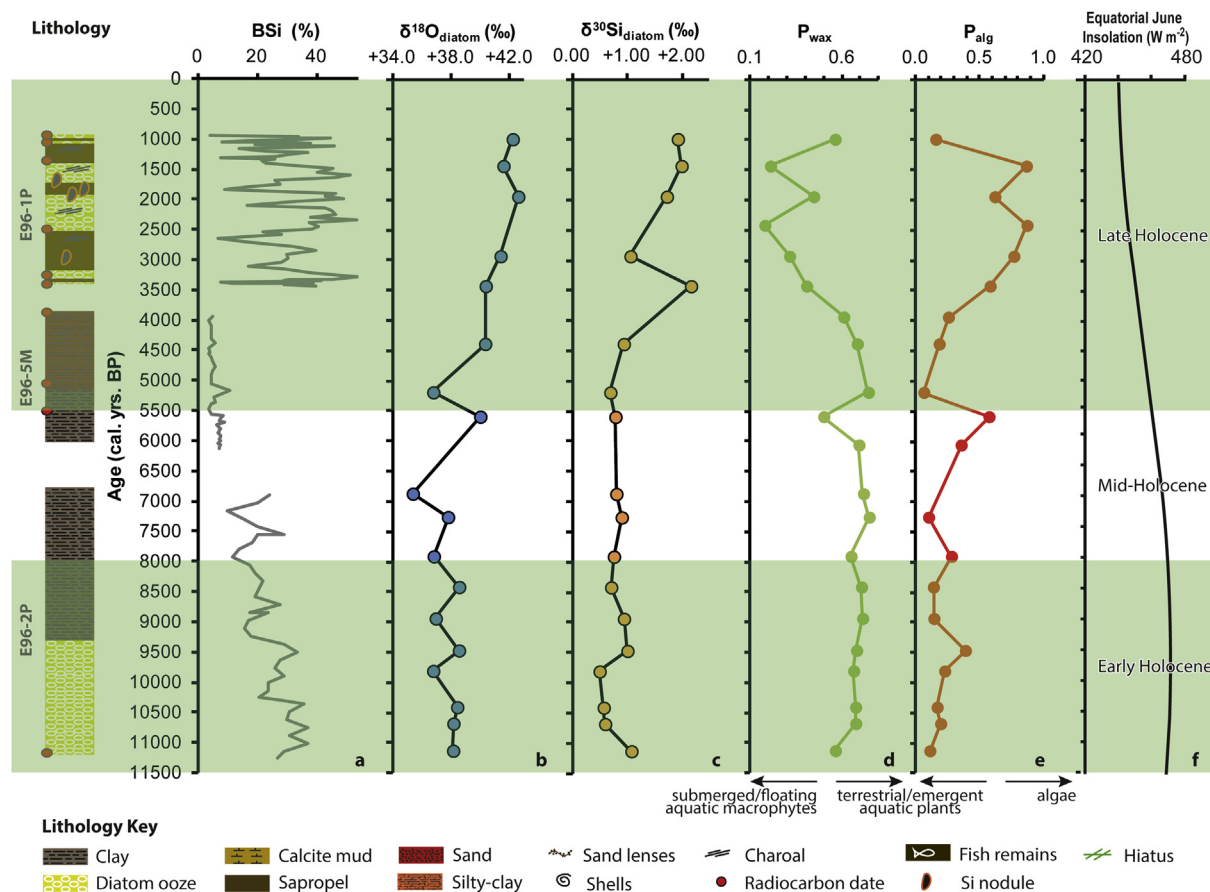 Lithology
BSi (%)
δ18Odiatom (‰)
δ30Sidiatom (‰)
Pwax
Palg
Equatorial June
Insolation (W m-2)
0 20 40
+34.0 +38.0 +42.0
0.00 +1.00 +2.00
0.1 0.6
0.0 0.5 1.0
420 480
Age (cal. yrs. BP)
0
500
1000
1500
2000
2500
3000
3500
4000
4500
5000
5500
6000
6500
7000
7500
8000
8500
9000
9500
10000
10500
11000
11500
E96-1P
E96-5M
E96-2P
Late Holocene
Mid-Holocene
Early Holocene
a b c d e f
submerged/floating
aquatic macrophytes
terrestrial/emergent
aquatic plants
algae
Lithology Key
Clay Calcite mud Sand Sand lenses Charoal Fish remains Hiatus
Diatom ooze Sapropel Silty-clay Shells Radiocarbon date Si nodule